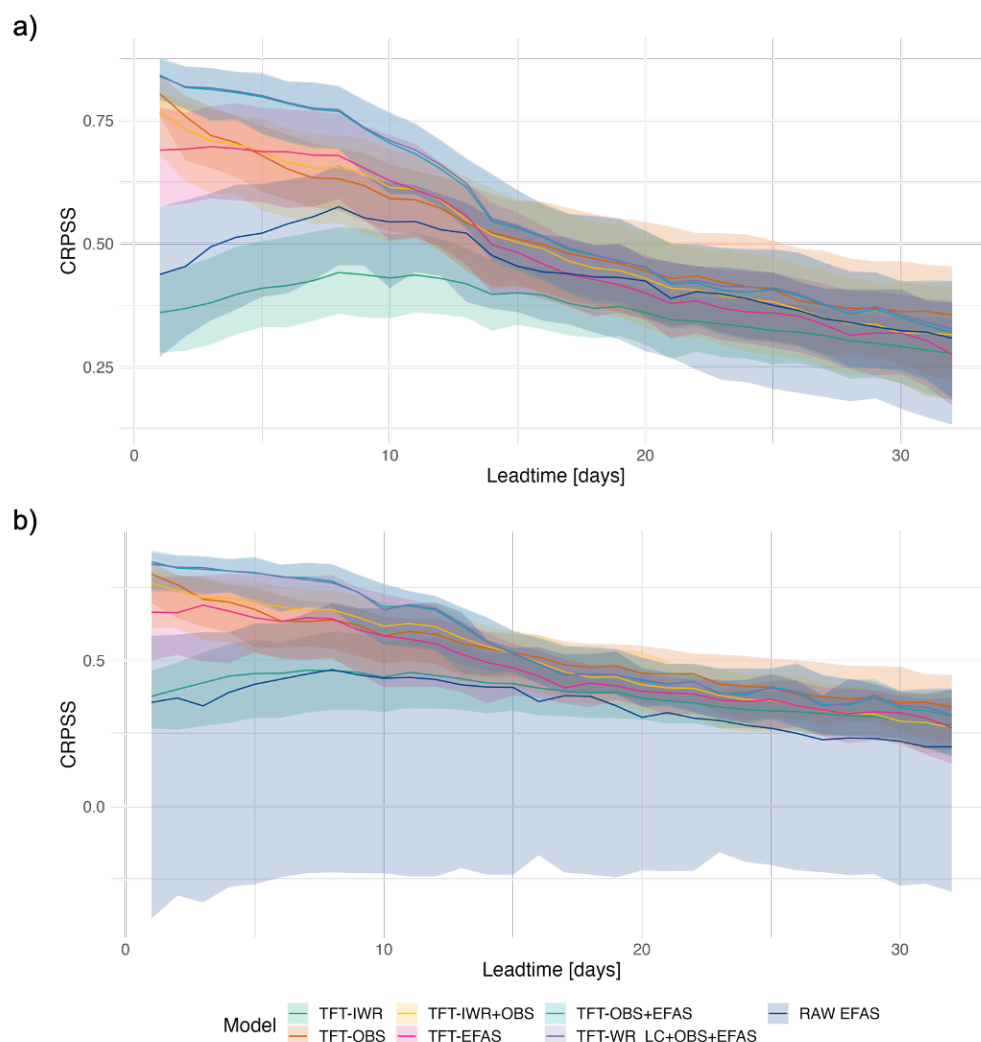 a)
0.75
0.50
0.25
CRPSS
0 10 20 30
Leadtime [days]
b)
0.5
0.0
CRPSS
0 10 20 30
Leadtime [days]
Model TFT-IWR TFT-IWR+OBS TFT-OBS+EFAS RAW EFAS
TFT-OBS TFT-EFAS TFT-WR_LC+OBS+EFAS